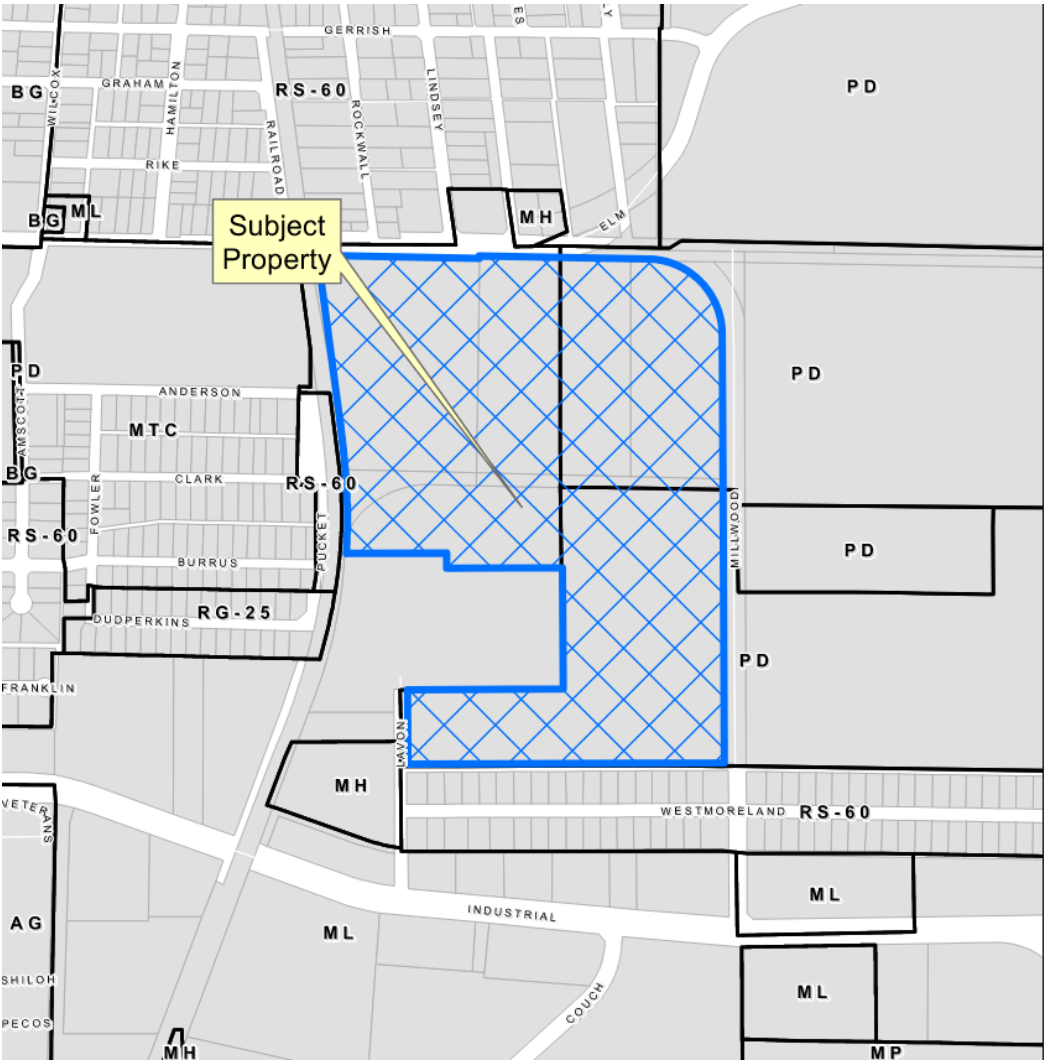 ES
LY
GERRISH
BG
WILCOX
GRAHAM
HAMILTON
RS-60
LINDSEY
ROCKWALL
RAILROAD
PD
RIKE
BG
ML
Subject
Property
MH
ELM
PD
AMSCOTT
ANDERSON
MTC
PD
BG
FOWLER
CLARK
RS-60
PUCKET
MILLWOOD
RS-60
BURRUS
PD
DUDPERKINS
RG-25
FRANKLIN
PD
LAVON
MH
WESTMORELAND
RS-60
VETERANS
AG
ML
INDUSTRIAL
ML
SHILOH
PECOS
COUCH
ML
MH
MP